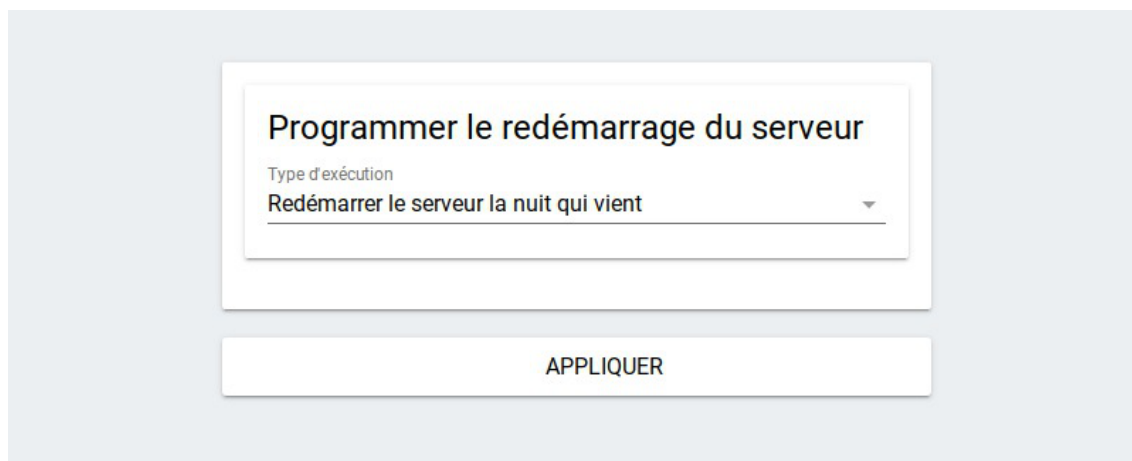 Programmer le redémarrage du serveur
Type d'exécution
Redémarrer le serveur la nuit qui vient
APPLIQUER